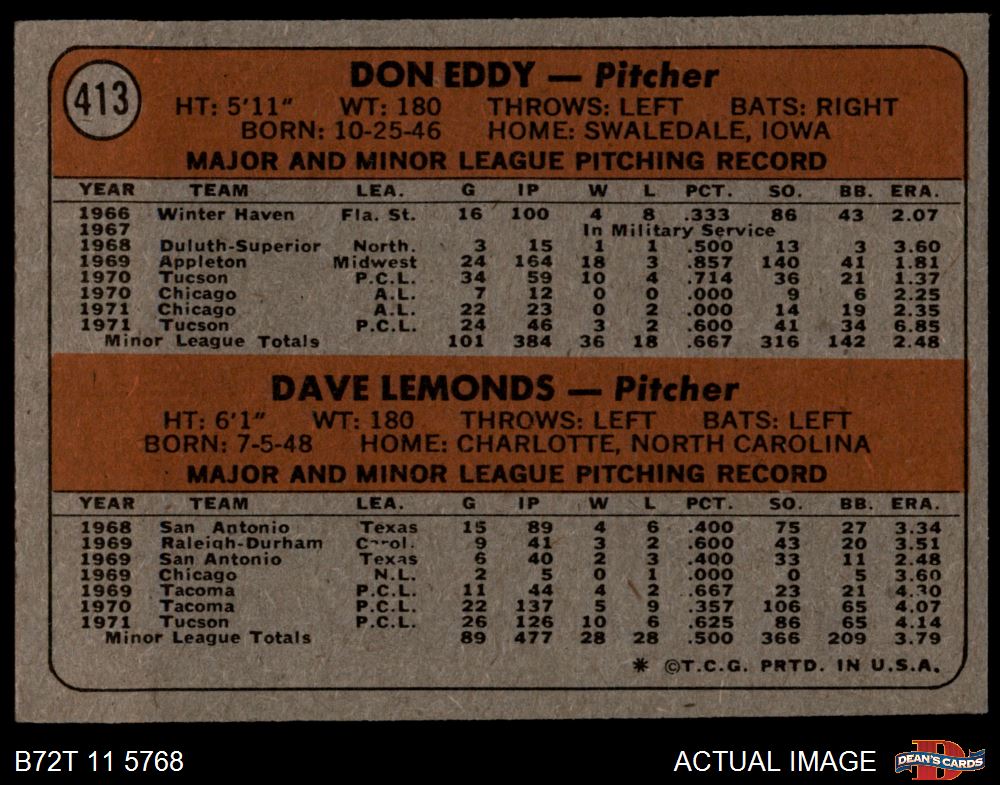 413
DON EDDY — Pitcher
HT: 5'11" WT: 180 THROWS: LEFT BATS: RIGHT
BORN: 10-25-46 HOME: SWALEDALE, IOWA
MAJOR AND MINOR LEAGUE PITCHING RECORD
YEAR TEAM LEA. G IP W L PCT. SO. BB. ERA.
1966 Winter Haven Fla. St. 16 100 4 8 .333 86 43 2.07
1967 In Military Service
1968 Duluth-Superior North. 3 15 1 1 .500 13 3 3.60
1969 Appleton Midwest 24 164 18 3 .857 140 41 1.81
1970 Tucson P.C.L. 34 59 10 4 .714 36 21 1.37
1970 Chicago A.L. 7 12 0 0 .000 9 6 2.25
1971 Chicago A.L. 22 23 0 2 .000 14 19 2.35
1971 Tucson P.C.L. 24 46 3 2 .600 41 34 6.85
Minor League Totals 101 384 36 18 .667 316 142 2.48
DAVE LEMONDS — Pitcher
HT: 6'1" WT: 180 THROWS: LEFT BATS: LEFT
BORN: 7-5-48 HOME: CHARLOTTE, NORTH CAROLINA
MAJOR AND MINOR LEAGUE PITCHING RECORD
YEAR TEAM LEA. G IP W L PCT. SO. BB. ERA.
1968 San Antonio Texas 15 89 4 6 .400 75 27 3.34
1969 Raleigh-Durham 9 41 3 2 .600 43 20 3.51
1969 San Antonio Texas 6 40 2 3 .400 33 11 2.48
1969 Chicago N.L. 2 5 0 1 .000 0 5 3.60
1969 Tacoma P.C.L. 11 44 4 2 .667 23 21 4.30
1970 Tacoma P.C.L. 22 137 5 9 .357 106 65 4.07
1971 Tucson P.C.L. 26 126 10 6 .625 86 65 4.14
Minor League Totals 89 477 28 28 .500 366 209 3.79
* ©T.C.G. PRTD. IN U.S.A.
B72T 11 5768 ACTUAL IMAGE
D
DEAN'S CARDS